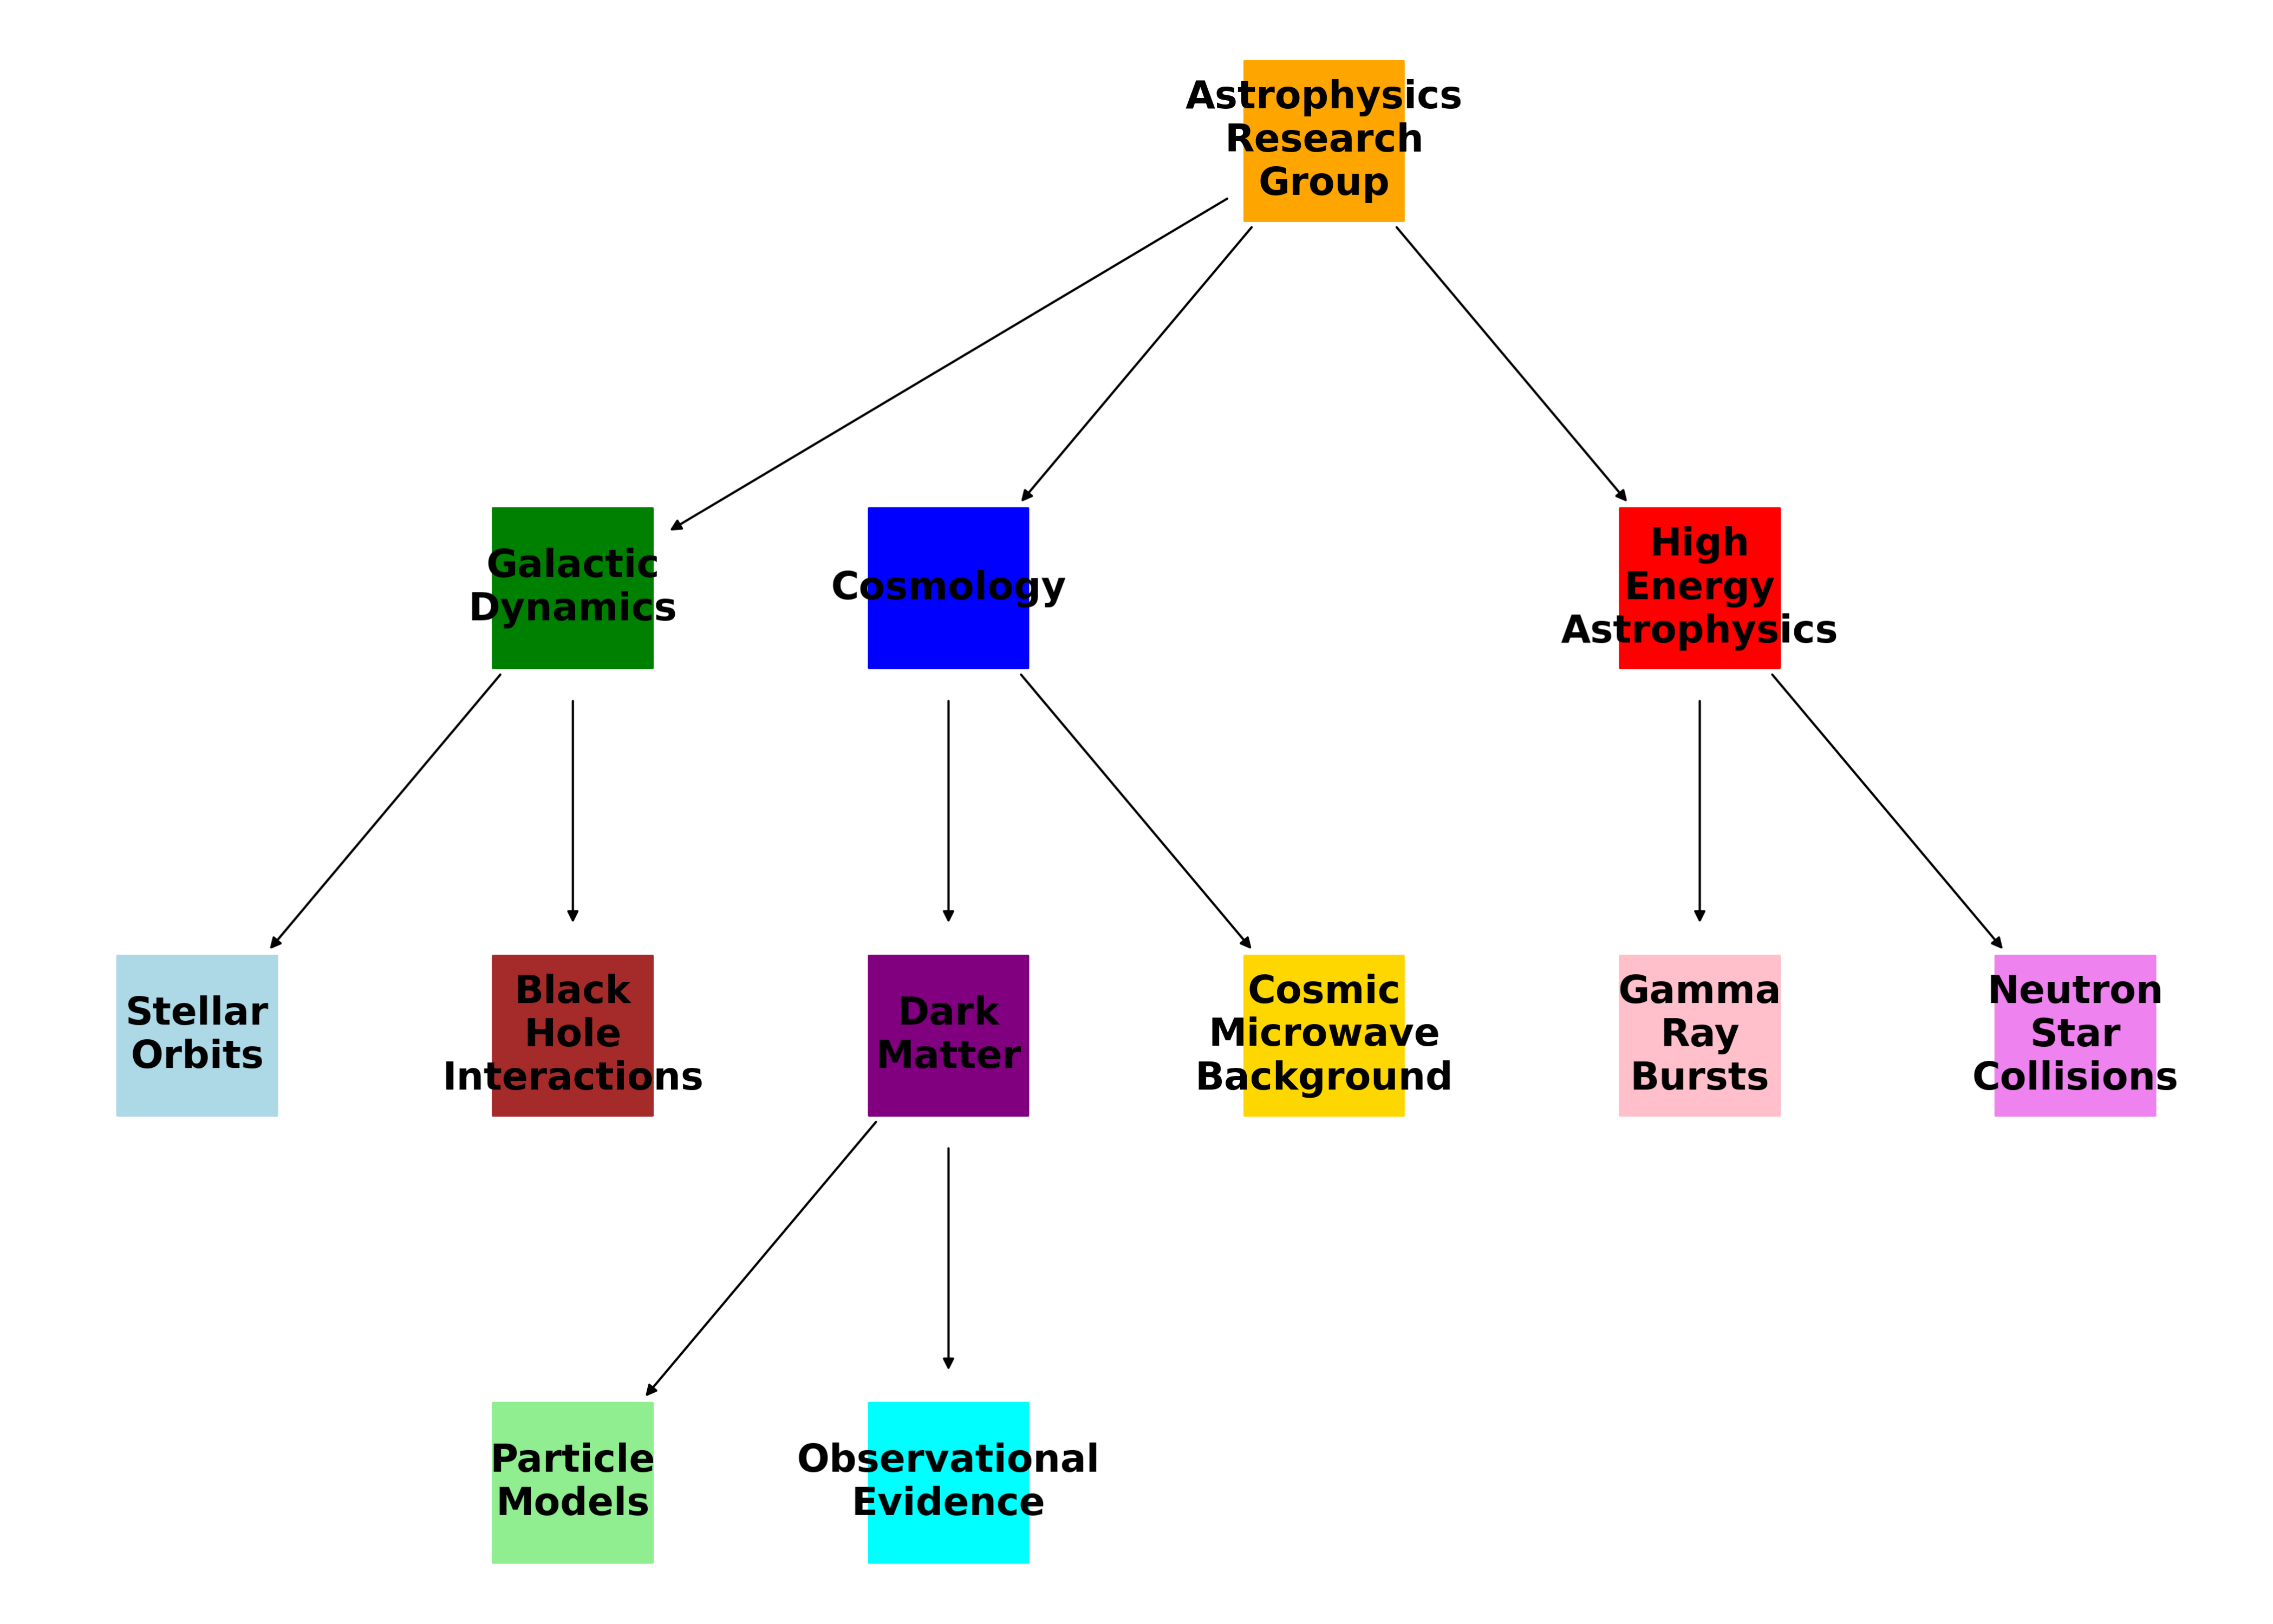 Astrophysics
Research
Group
Galactic
Dynamics
Cosmology
High
Energy
Astrophysics
Stellar
Orbits
Black
Hole
Interactions
Dark
Matter
Cosmic
Microwave
Background
Gamma
Ray
Bursts
Neutron
Star
Collisions
Particle
Models
Observational
Evidence